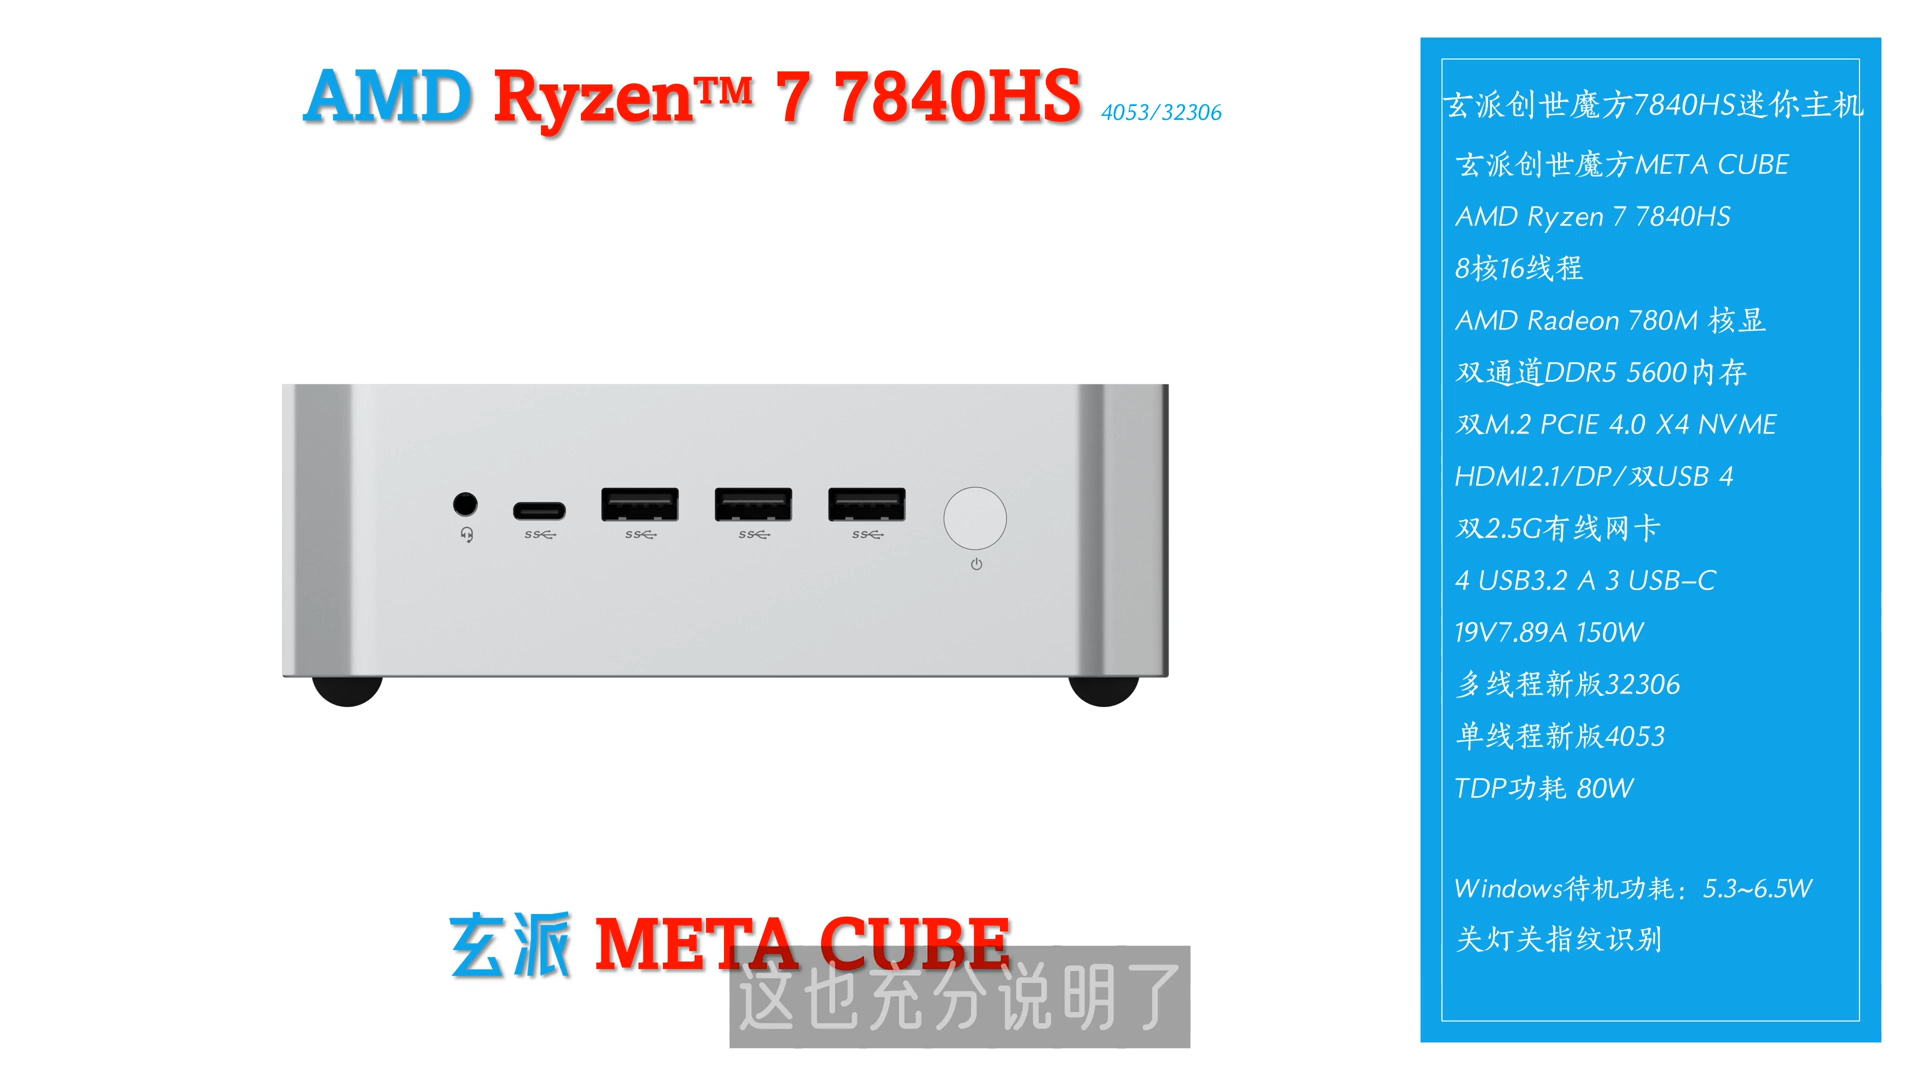 AMD Ryzen™ 7 7840HS 4053/32306
SS
SS
SS
SS
玄派 META CUBE
这也充分说明了
玄派创世魔方7840HS迷你主机
玄派创世魔方META CUBE
AMD Ryzen 7 7840HS
8核16线程
AMD Radeon 780M 核显
双通道DDR5 5600内存
双M.2 PCIE 4.0 X4 NVME
HDMI2.1/DP/双USB 4
双2.5G有线网卡
4 USB3.2 A 3 USB-C
19V7.89A 150W
多线程新版32306
单线程新版4053
TDP功耗 80W
Windows待机功耗：5.3~6.5W
关灯关指纹识别